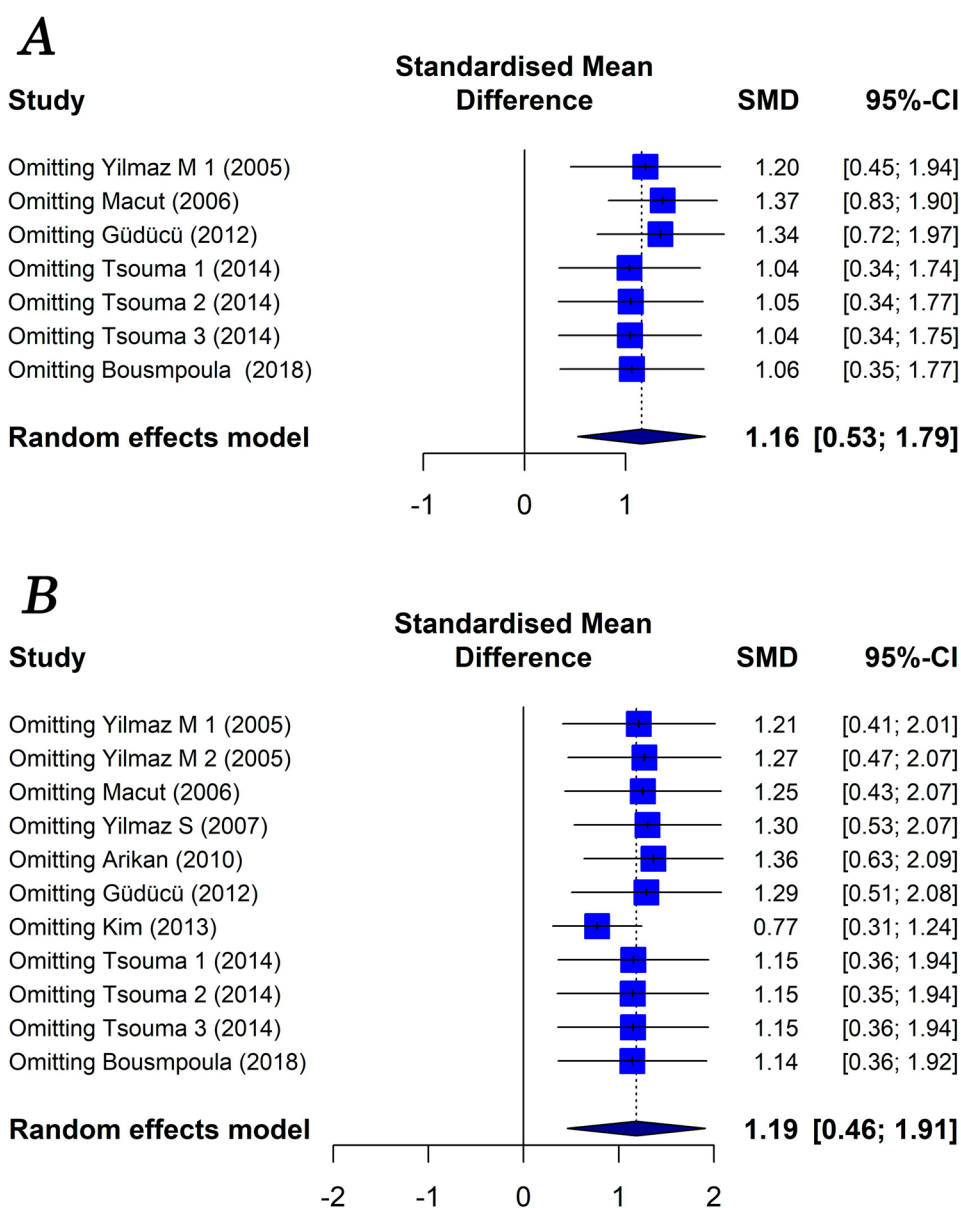 A
Standardised Mean
Study Difference SMD 95%-CI
Omitting Yilmaz M 1 (2005) 1.20 [0.45; 1.94]
Omitting Macut (2006) 1.37 [0.83; 1.90]
Omitting Güdücü (2012) 1.34 [0.72; 1.97]
Omitting Tsouma 1 (2014) 1.04 [0.34; 1.74]
Omitting Tsouma 2 (2014) 1.05 [0.34; 1.77]
Omitting Tsouma 3 (2014) 1.04 [0.34; 1.75]
Omitting Bousmpoula (2018) 1.06 [0.35; 1.77]
Random effects model 1.16 [0.53; 1.79]
-1 0 1
B
Standardised Mean
Study Difference SMD 95%-CI
Omitting Yilmaz M 1 (2005) 1.21 [0.41; 2.01]
Omitting Yilmaz M 2 (2005) 1.27 [0.47; 2.07]
Omitting Macut (2006) 1.25 [0.43; 2.07]
Omitting Yilmaz S (2007) 1.30 [0.53; 2.07]
Omitting Arikan (2010) 1.36 [0.63; 2.09]
Omitting Güdücü (2012) 1.29 [0.51; 2.08]
Omitting Kim (2013) 0.77 [0.31; 1.24]
Omitting Tsouma 1 (2014) 1.15 [0.36; 1.94]
Omitting Tsouma 2 (2014) 1.15 [0.35; 1.94]
Omitting Tsouma 3 (2014) 1.15 [0.36; 1.94]
Omitting Bousmpoula (2018) 1.14 [0.36; 1.92]
Random effects model 1.19 [0.46; 1.91]
-2 -1 0 1 2